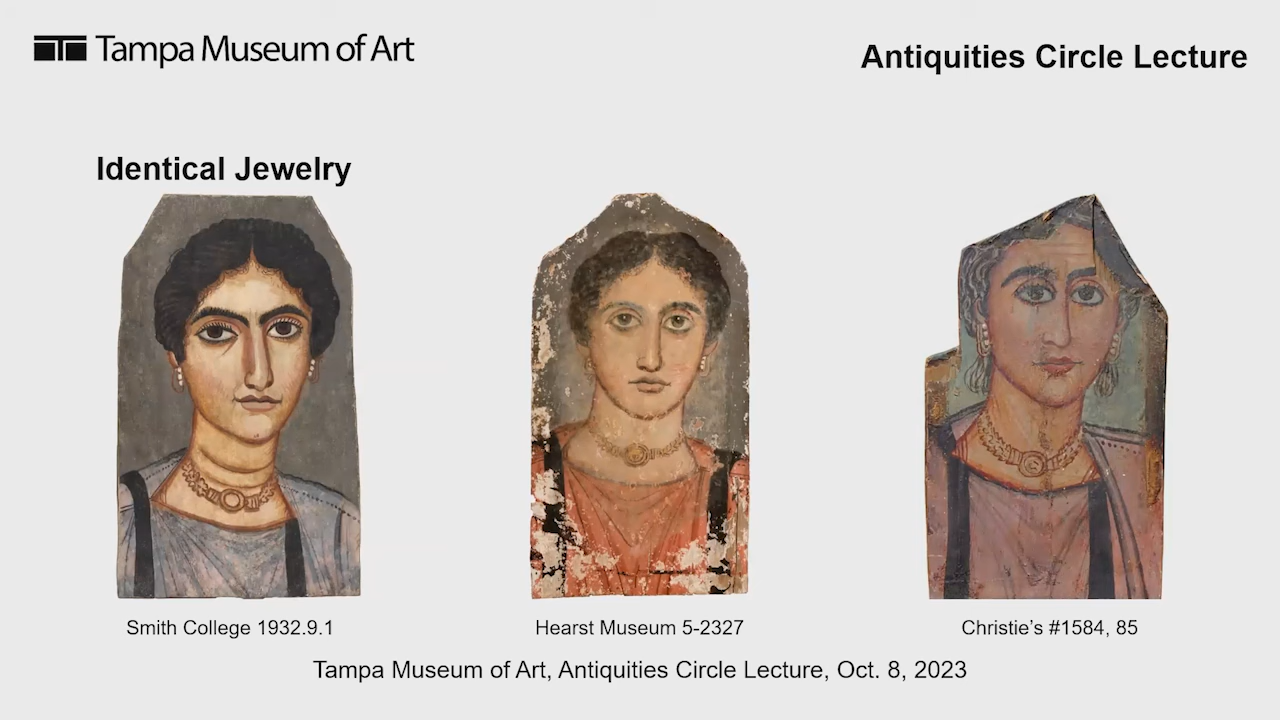 Tampa Museum of Art
Antiquities Circle Lecture
Identical Jewelry
Smith College 1932.9.1
Hearst Museum 5-2327
Christie’s #1584, 85
Tampa Museum of Art, Antiquities Circle Lecture, Oct. 8, 2023